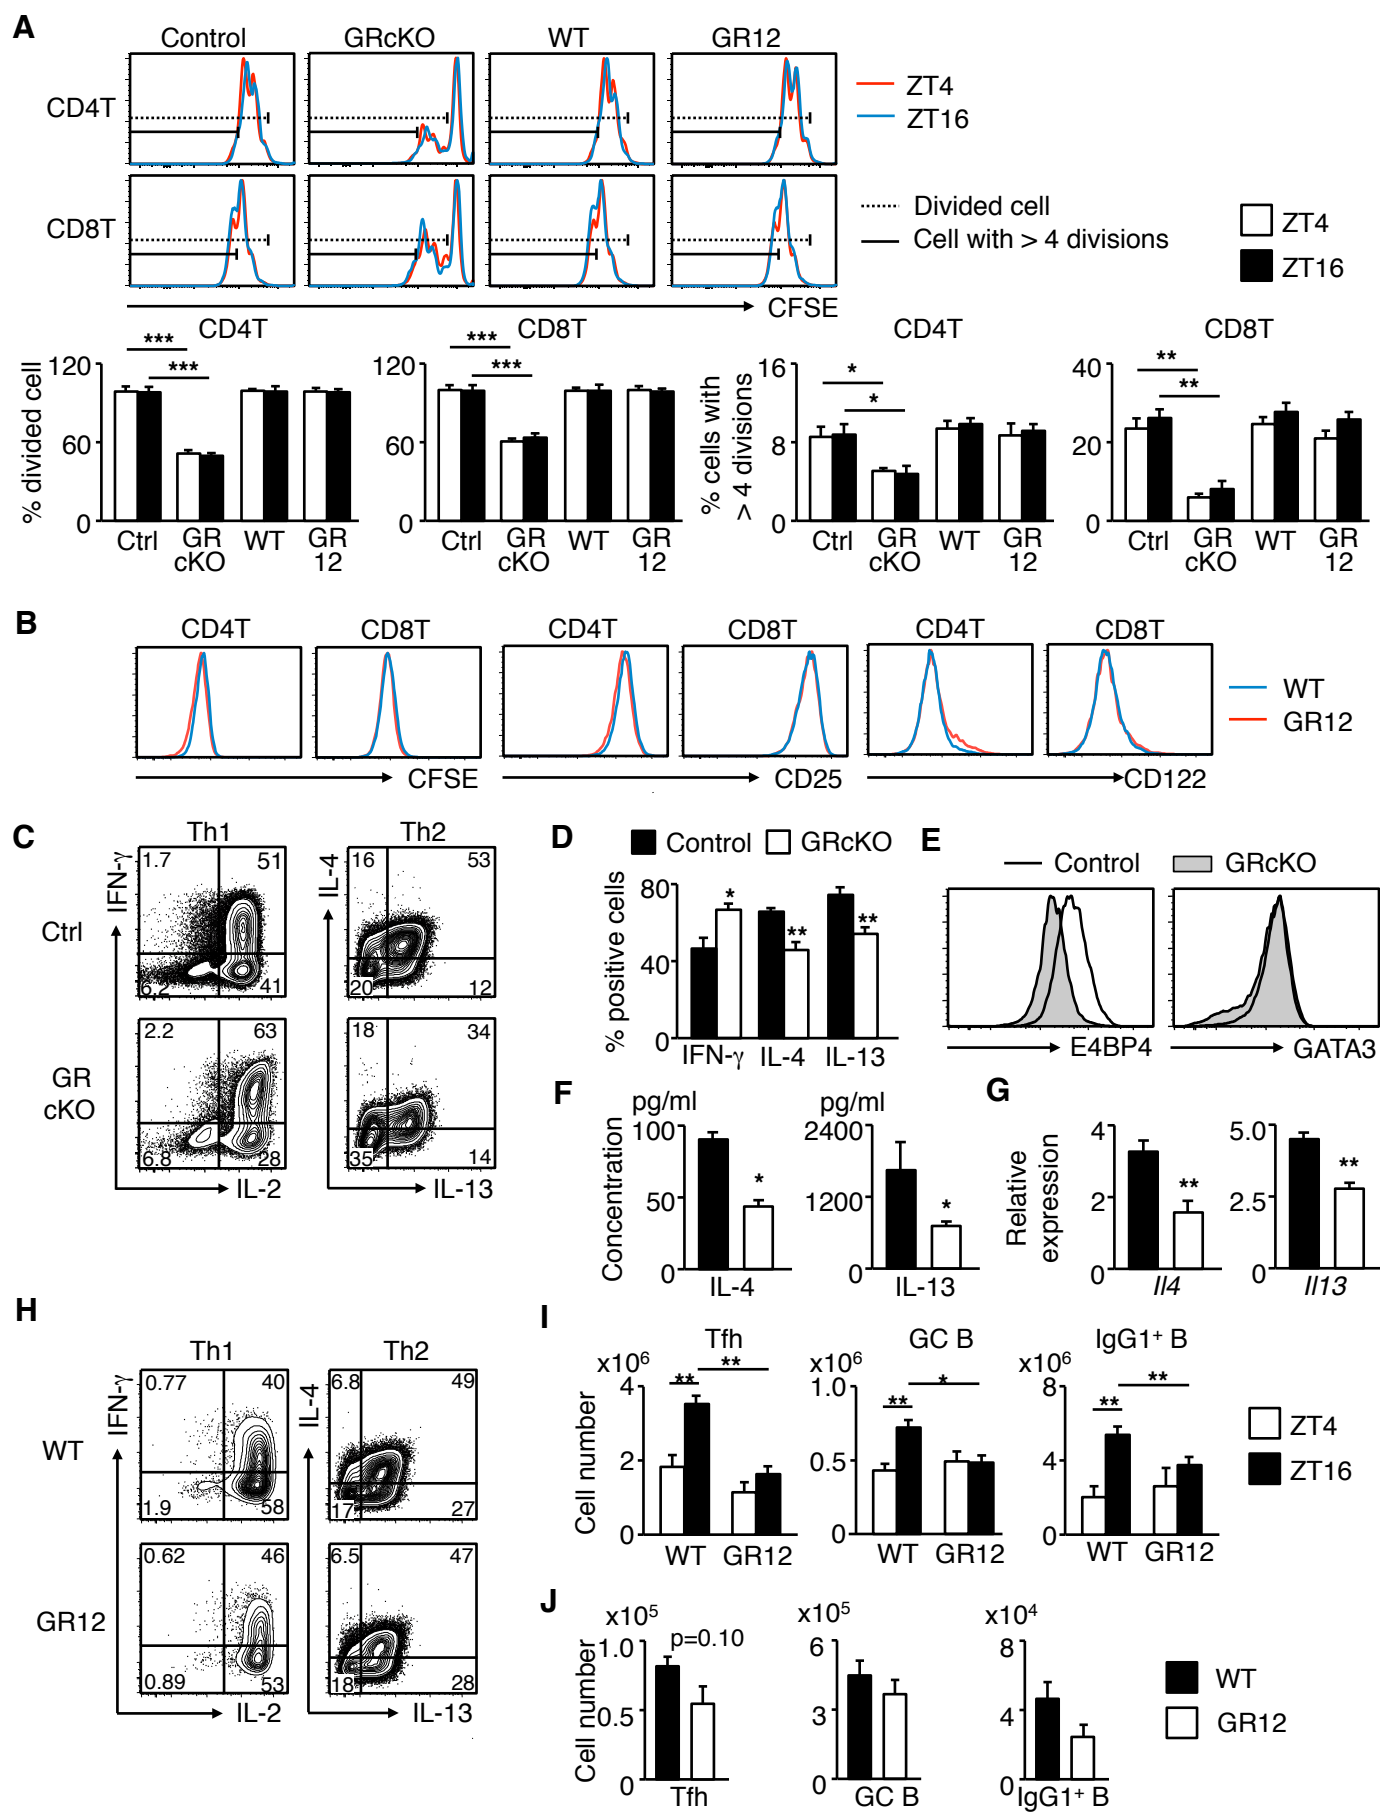 A
Control GRcKO WT GR12
CD4T
ZT4
ZT16
CD8T
Divided cell
Cell with > 4 divisions
ZT4
ZT16
CFSE
CD4T CD8T CD4T CD8T
*** *** *** *** * * ** **
% divided cell
120
60
0
Ctrl GR cKO WT GR 12
120
60
0
Ctrl GR cKO WT GR 12
% cells with > 4 divisions
16
8
0
Ctrl GR cKO WT GR 12
40
20
0
Ctrl GR cKO WT GR 12
B
CD4T CD8T CD4T CD8T CD4T CD8T
WT
GR12
CFSE CD25 CD122
C
Th1 Th2
IFN-γ
IL-4
Ctrl
1.7 51
6.2 41
16 53
20 12
GR cKO
2.2 63
6.8 28
18 34
35 14
IL-2 IL-13
D
Control GRcKO
% positive cells
80
40
0
* ** **
IFN-γ IL-4 IL-13
E
Control GRcKO
E4BP4 GATA3
F
pg/ml pg/ml
Concentration
100
50
0
*
IL-4
2400
1200
0
*
IL-13
G
Relative expression
4
2
0
**
Il4
5.0
2.5
0
**
Il13
H
Th1 Th2
IFN-γ
IL-4
WT
0.77 40
1.9 58
6.8 49
17 27
GR12
0.62 46
0.89 53
6.5 47
18 28
IL-2 IL-13
I
Tfh GC B IgG1+ B
Cell number
x10⁶
4
2
0
** **
WT GR12
x10⁶
1.0
0.5
0
** *
WT GR12
x10⁶
8
4
0
** **
WT GR12
ZT4
ZT16
J
Cell number
x10⁵
1.0
0.5
0
p=0.10
Tfh
x10⁵
6
3
0
GC B
x10⁴
8
4
0
IgG1+ B
WT
GR12